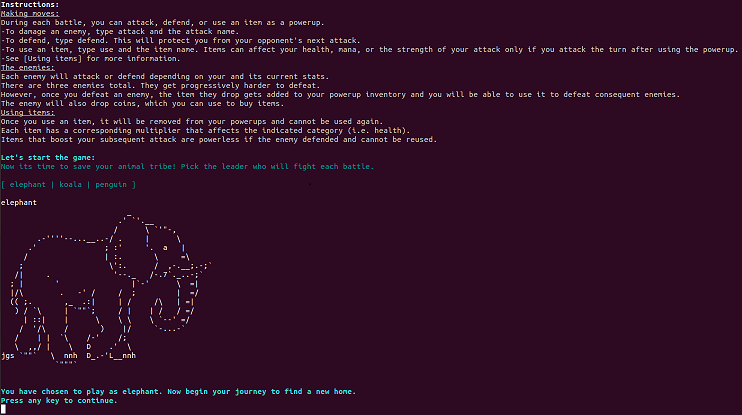 Instructions:
Making moves:
During each battle, you can attack, defend, or use an item as a powerup.
-To damage an enemy, type attack and the attack name.
-To defend, type defend. This will protect you from your opponent's next attack.
-To use an item, type use and the item name. Items can affect your health, mana, or the strength of your attack only if you attack the turn after using the powerup.
-See [Using items] for more information.
The enemies:
Each enemy will attack or defend depending on your and its current stats.
There are three enemies total. They get progressively harder to defeat.
However, once you defeat an enemy, the item they drop gets added to your powerup inventory and you will be able to use it to defeat consequent enemies.
The enemy will also drop coins, which you can use to buy items.
Using items:
Once you use an item, it will be removed from your powerups and cannot be used again.
Each item has a corresponding multiplier that affects the indicated category (i.e. health).
Items that boost your subsequent attack are powerless if the enemy defended and cannot be reused.
Let's start the game:
Now its time to save your animal tribe! Pick the leader who will fight each battle.
[ elephant | koala | penguin ]
elephant
jgs
You have chosen to play as elephant. Now begin your journey to find a new home.
Press any key to continue.